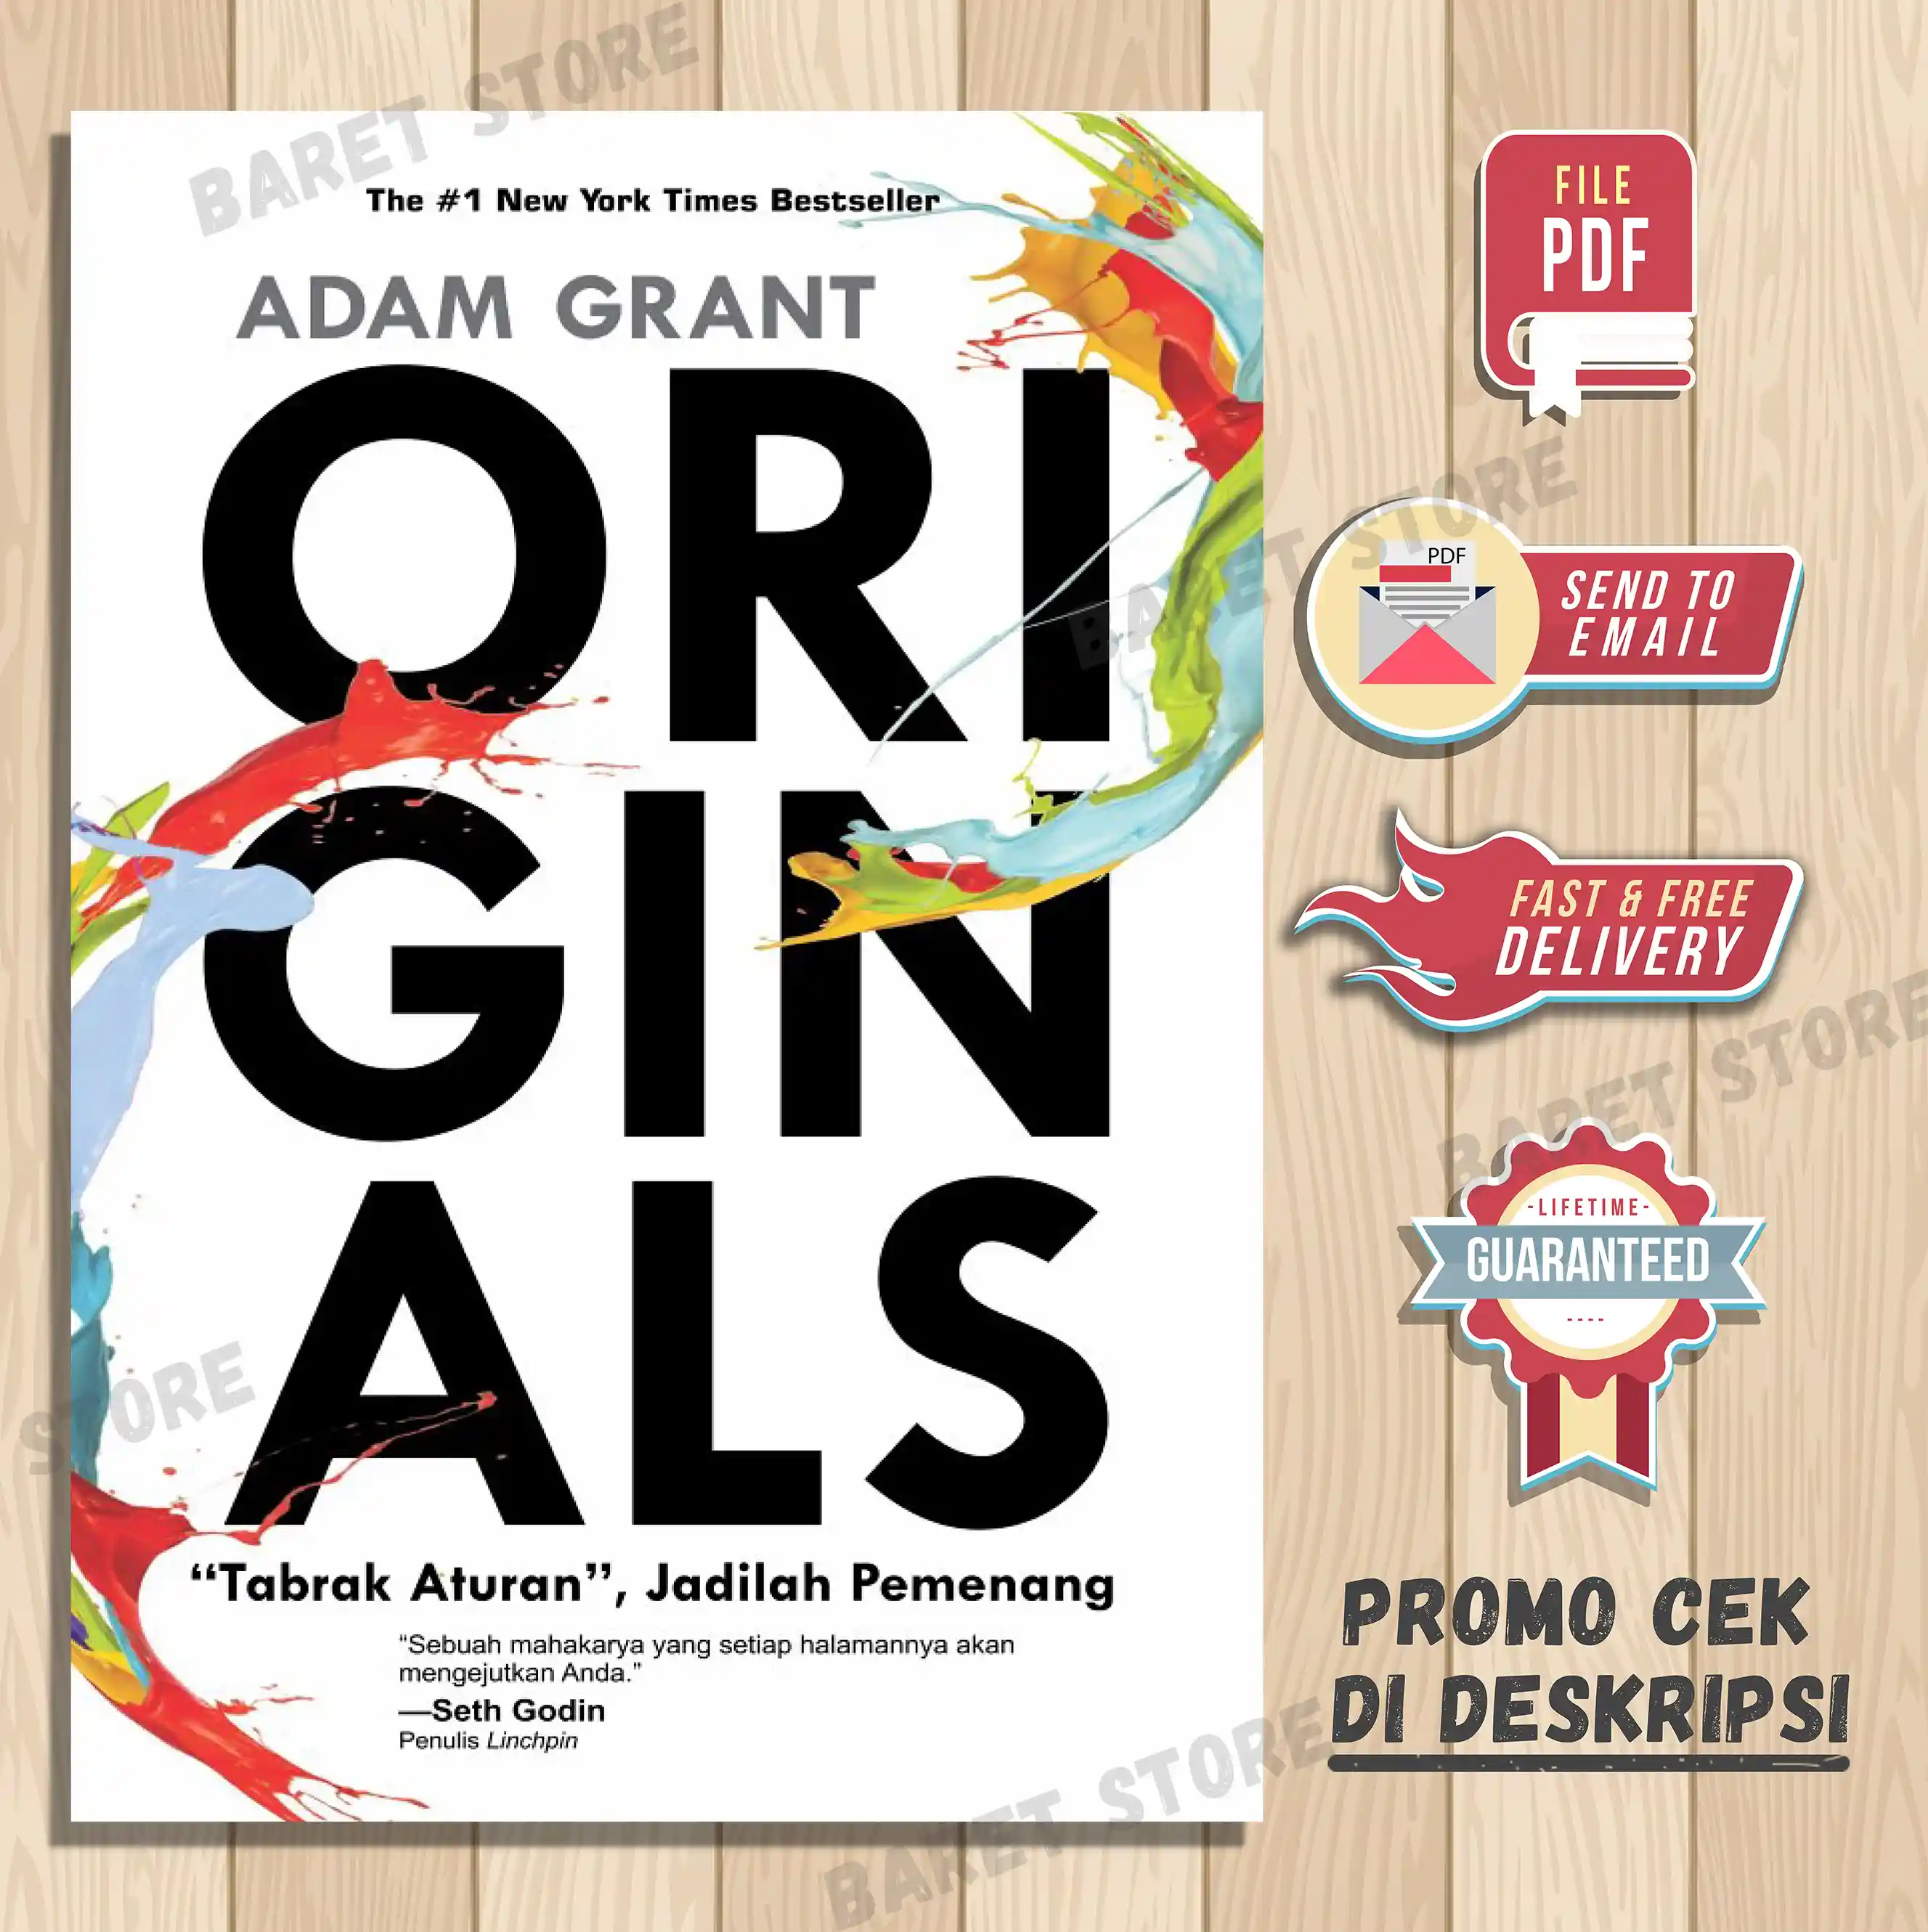 BARET STORE
The #1 New York Times Bestseller
ADAM GRANT
ORI
GIN
ALS
“Tabrak Aturan”, Jadilah Pemenang
“Sebuah mahakarya yang setiap halamannya akan
mengejutkan Anda.”
—Seth Godin
Penulis Linchpin
FILE
PDF
BARET STORE
PDF
SEND TO
EMAIL
FAST & FREE
DELIVERY
BARET STORE
-LIFETIME-
GUARANTEED
----
STORE
PROMO CEK
DI DESKRIPSI
BARET STORE